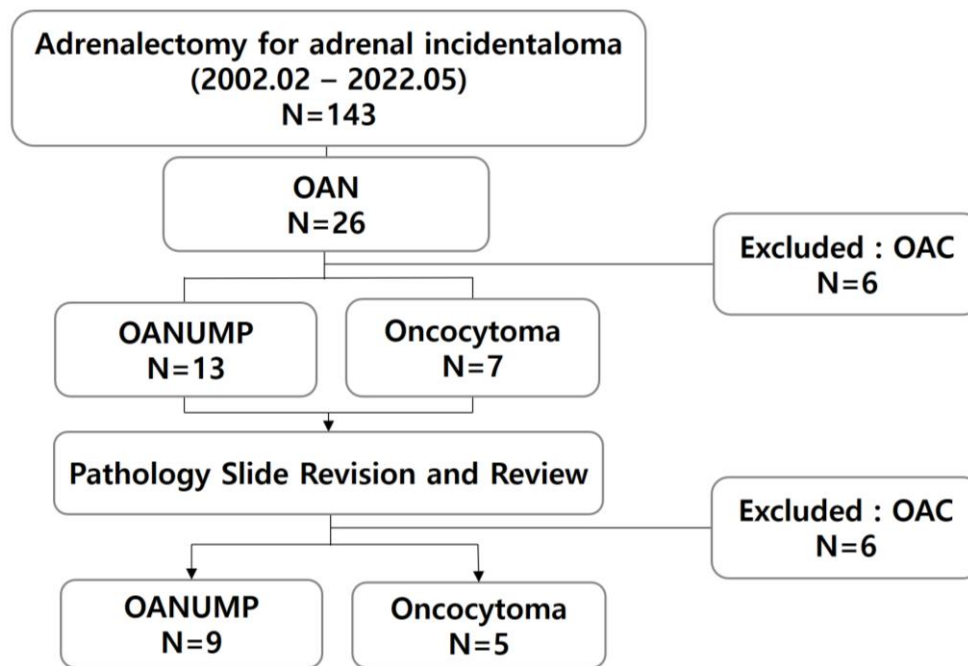 Adrenalectomy for adrenal incidentaloma
(2002.02 – 2022.05)
N=143
OAN
N=26
Excluded : OAC
N=6
OANUMP
N=13
Oncocytoma
N=7
Pathology Slide Revision and Review
Excluded : OAC
N=6
OANUMP
N=9
Oncocytoma
N=5